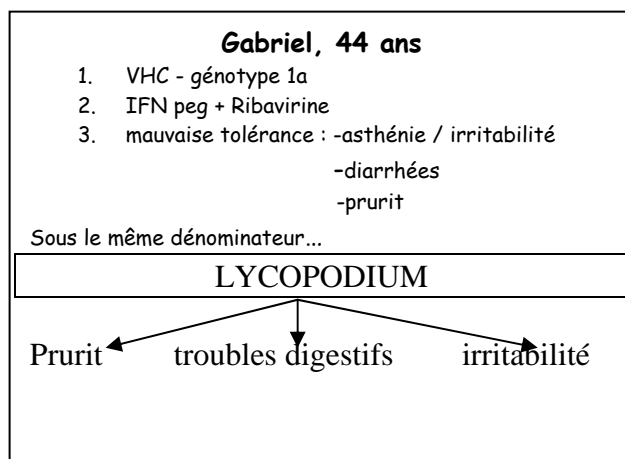 Gabriel, 44 ans
1. VHC - génotype 1a
2. IFN peg + Ribavirine
3. mauvaise tolérance : -asthénie / irritabilité
-diarrhées
-prurit
Sous le même dénominateur...
LYCOPODIUM
Prurit troubles digestifs irritabilité